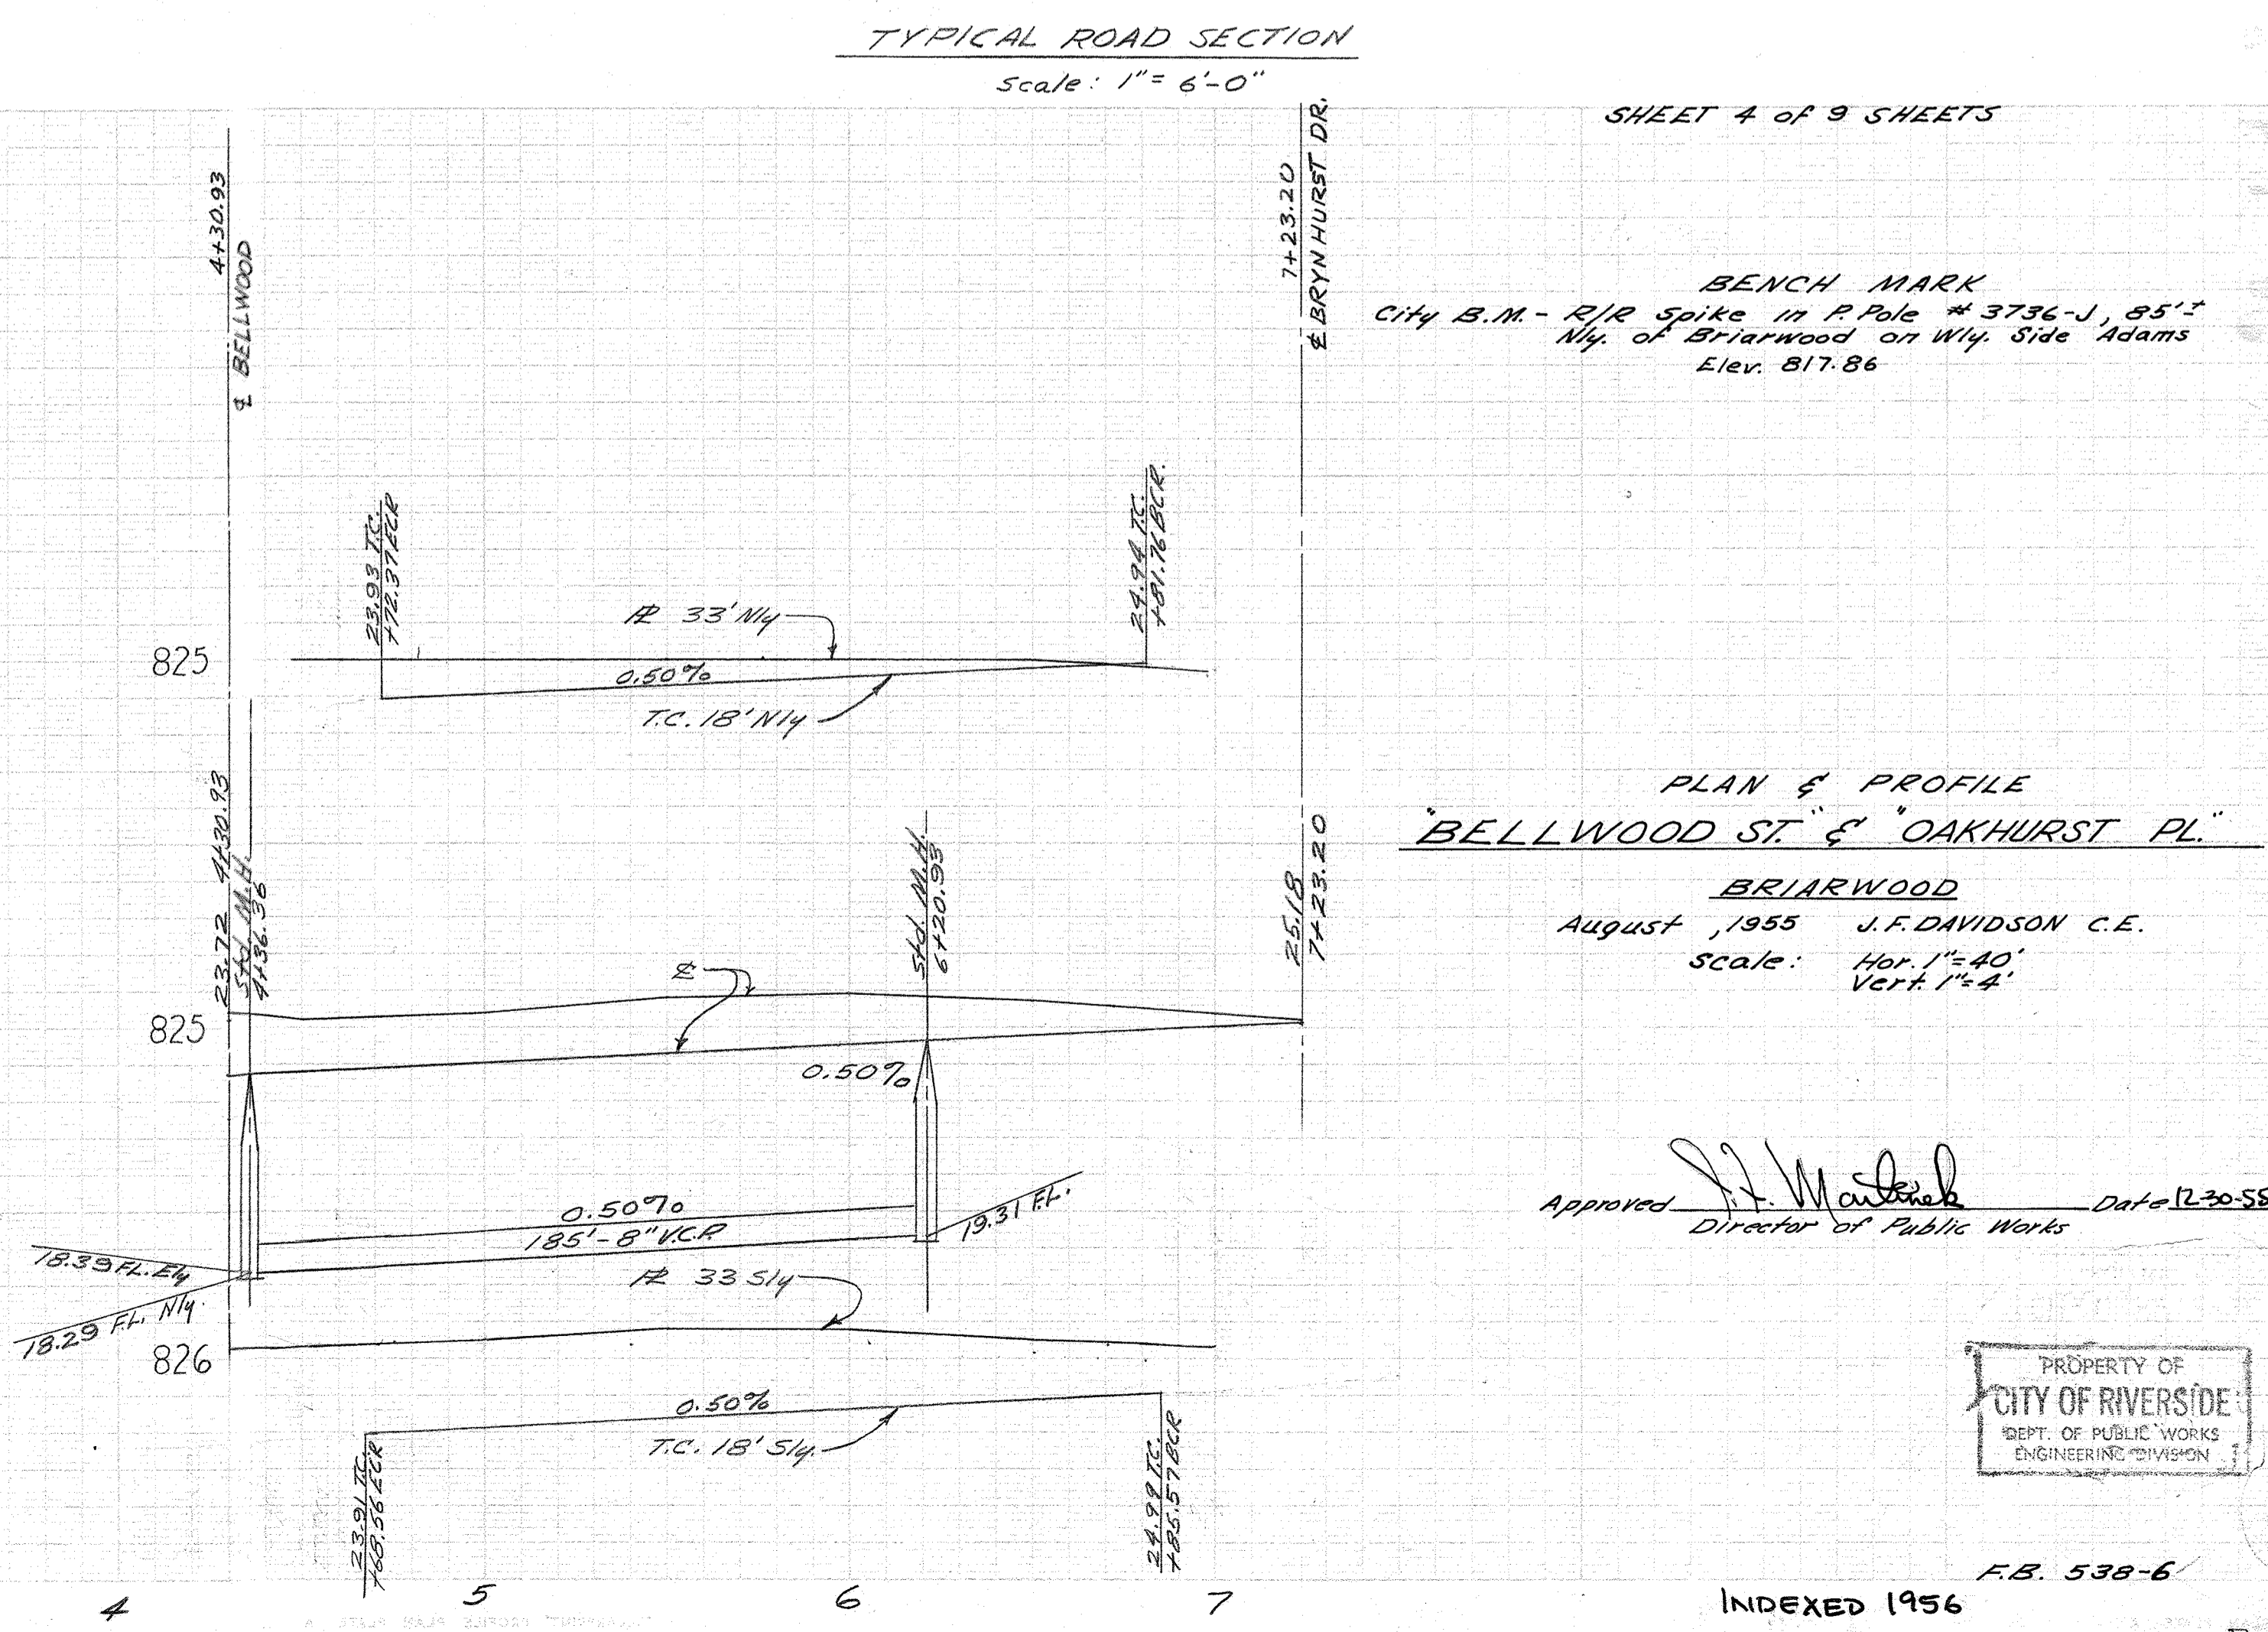 TYPICAL ROAD SECTION
Scale: 1"= 6'-0"
SHEET 4 of 9 SHEETS
4+30.93
℄ BELLWOOD
7+23.20
℄ BRYNHURST DR.
BENCH MARK
City B.M. - R/R Spike in P. Pole # 3736-J, 85'±
Nly. of Briarwood on Wly. Side Adams
Elev. 817.86
23.93 T.C.
+72.37 ECR
24.94 T.C.
+81.76 BCR.
PL 33' Nly
825
0.50%
T.C. 18' Nly
23.72 4+30.93
Std. M.H.
4+36.36
Std. M.H.
6+20.93
25.18
7+23.20
PLAN & PROFILE
"BELLWOOD ST." & "OAKHURST PL."
BRIARWOOD
August , 1955 J.F. DAVIDSON C.E.
Scale: Hor. 1"=40'
Vert. 1"=4'
℄
825
0.50%
0.50%
185'-8" V.C.P.
19.31 F.L.
18.39 FL. Ely
18.29 F.L. Nly.
PL 33 Sly
826
0.50%
T.C. 18' Sly.
23.91 T.C.
+68.56 ECR
24.99 T.C.
+85.57 BCR
Approved Date 12-30-55
Director of Public Works
PROPERTY OF
CITY OF RIVERSIDE
DEPT. OF PUBLIC WORKS
ENGINEERING DIVISION
F.B. 538-6
4 5 6 7
INDEXED 1956